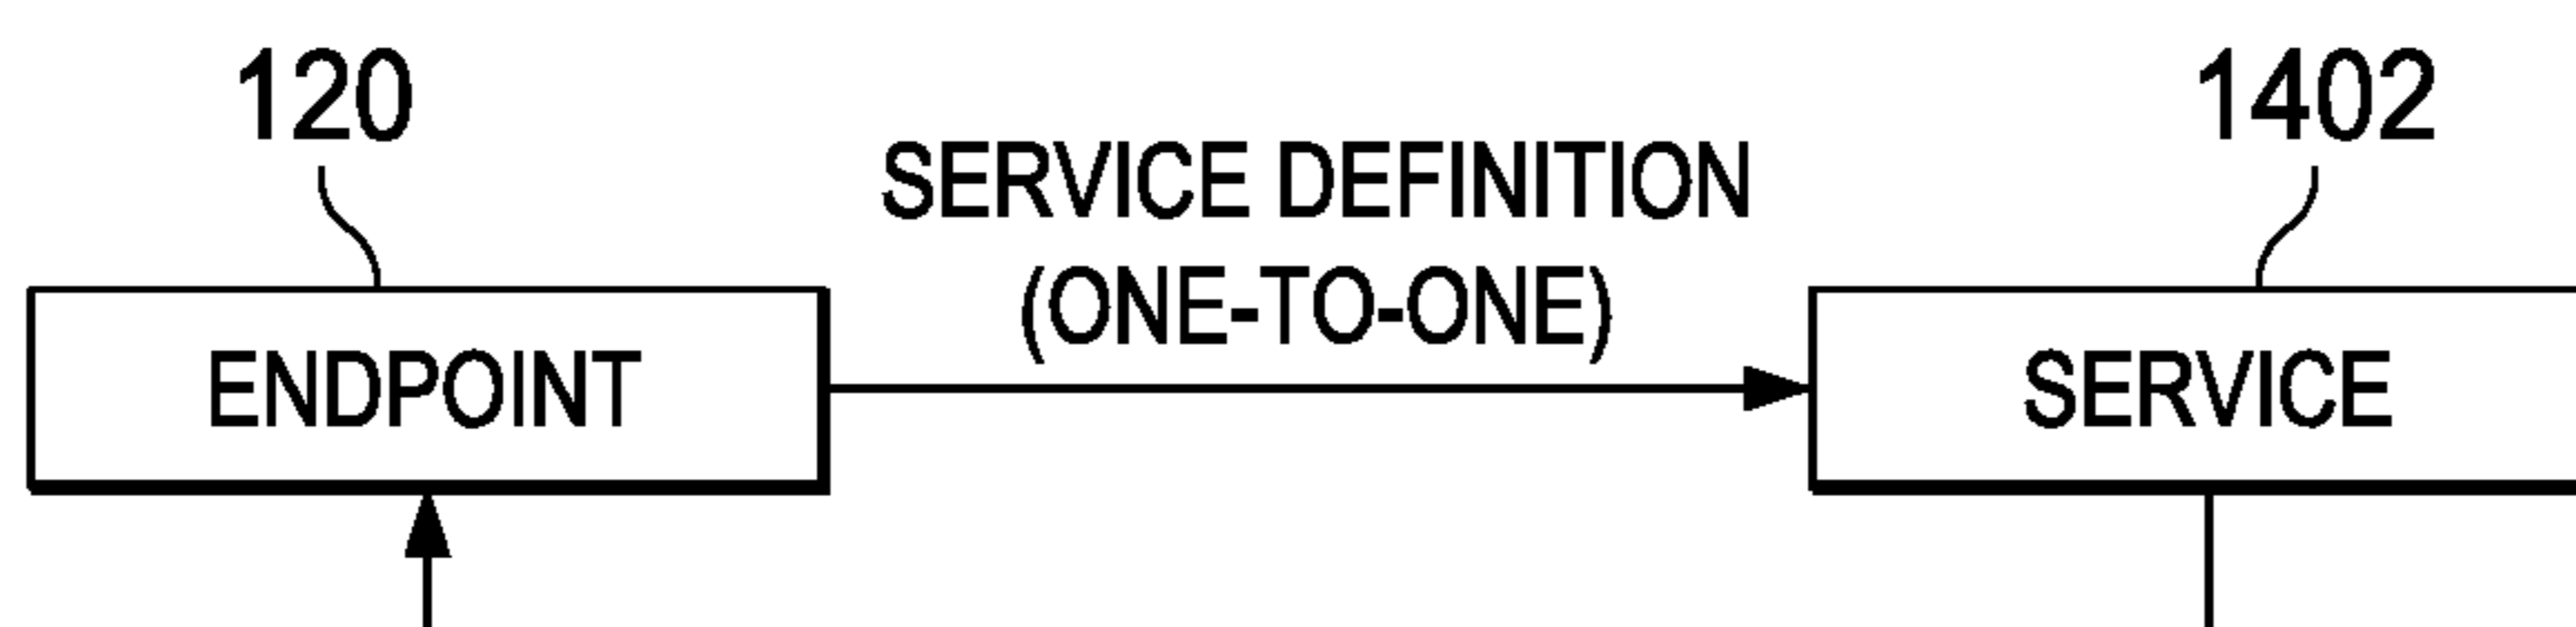 120
1402
SERVICE DEFINITION
(ONE-TO-ONE)
ENDPOINT
SERVICE